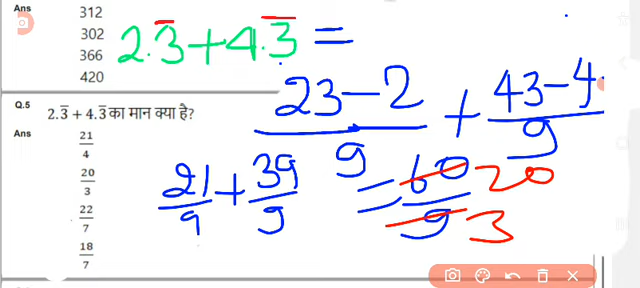 Ans
312
302
366
420
2.3̅ + 4.3̅ =
23 – 2 / 9 + 43 – 4 / 9
Q.5
2.3̅ + 4.3̅ का मान क्या है?
Ans
21/4
20/3
22/7
18/7
21/9 + 39/9 = 60/9 20/3